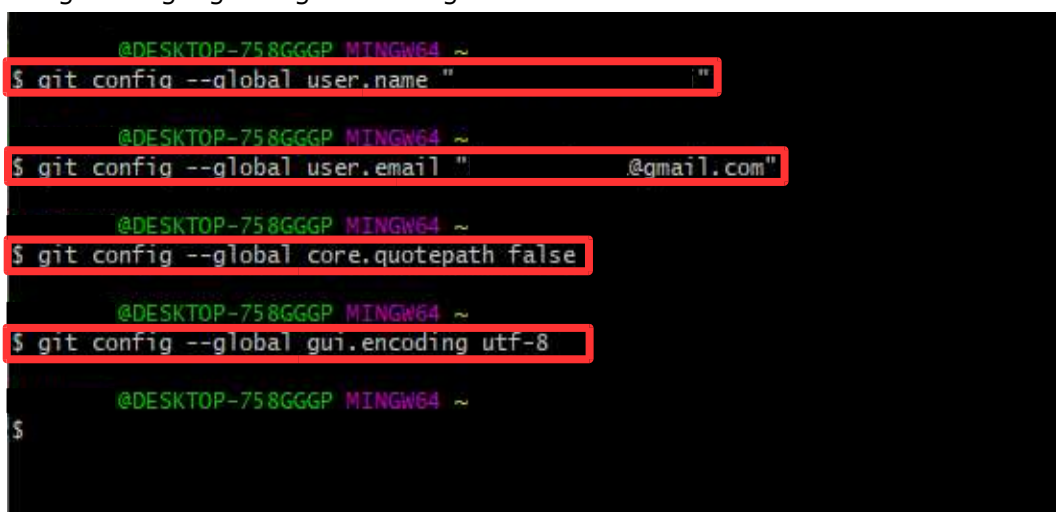 @DESKTOP-758GGGP MINGW64 ~
$ git config --global user.name " "
@DESKTOP-758GGGP MINGW64 ~
$ git config --global user.email " @gmail.com"
@DESKTOP-758GGGP MINGW64 ~
$ git config --global core.quotepath false
@DESKTOP-758GGGP MINGW64 ~
$ git config --global gui.encoding utf-8
@DESKTOP-758GGGP MINGW64 ~
$